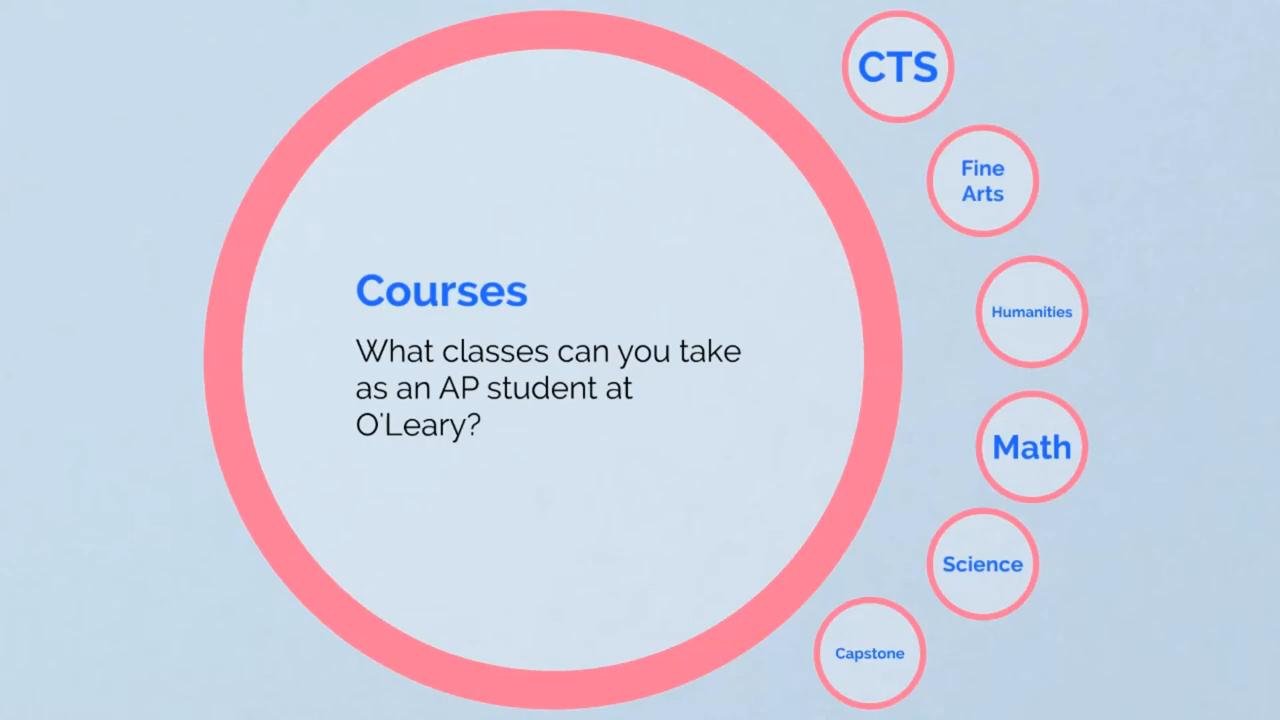 Courses
What classes can you take
as an AP student at
O'Leary?
CTS
Fine
Arts
Humanities
Math
Science
Capstone